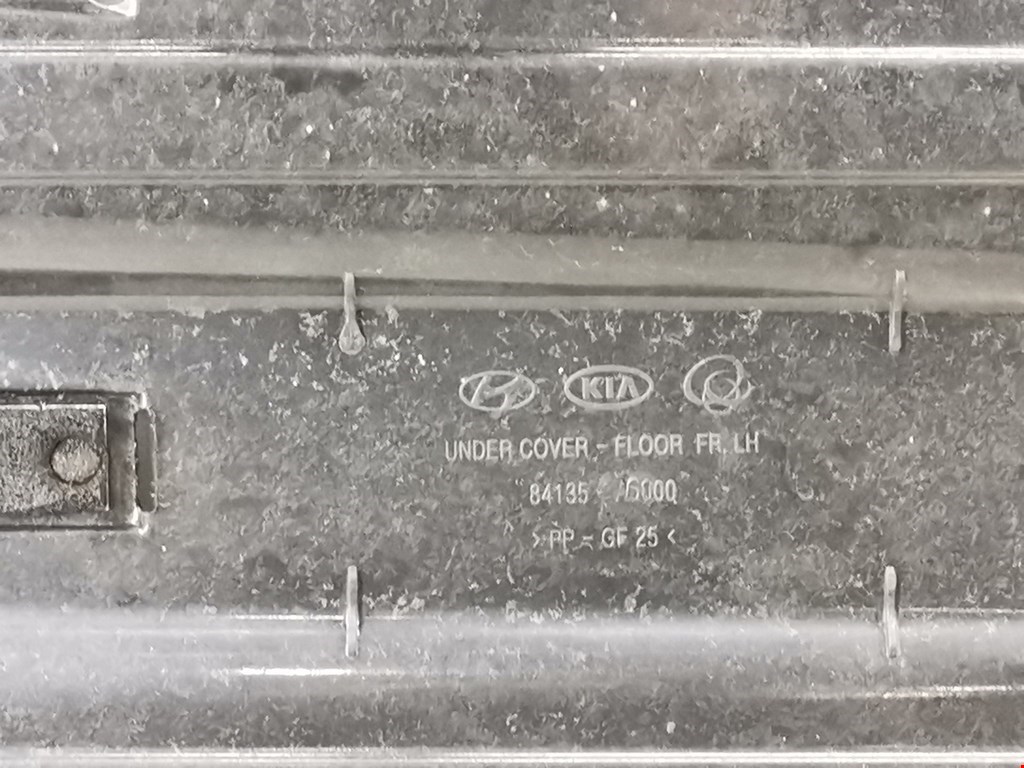 KIA
UNDER COVER - FLOOR FR, LH
84135
> PP - GF 25 <